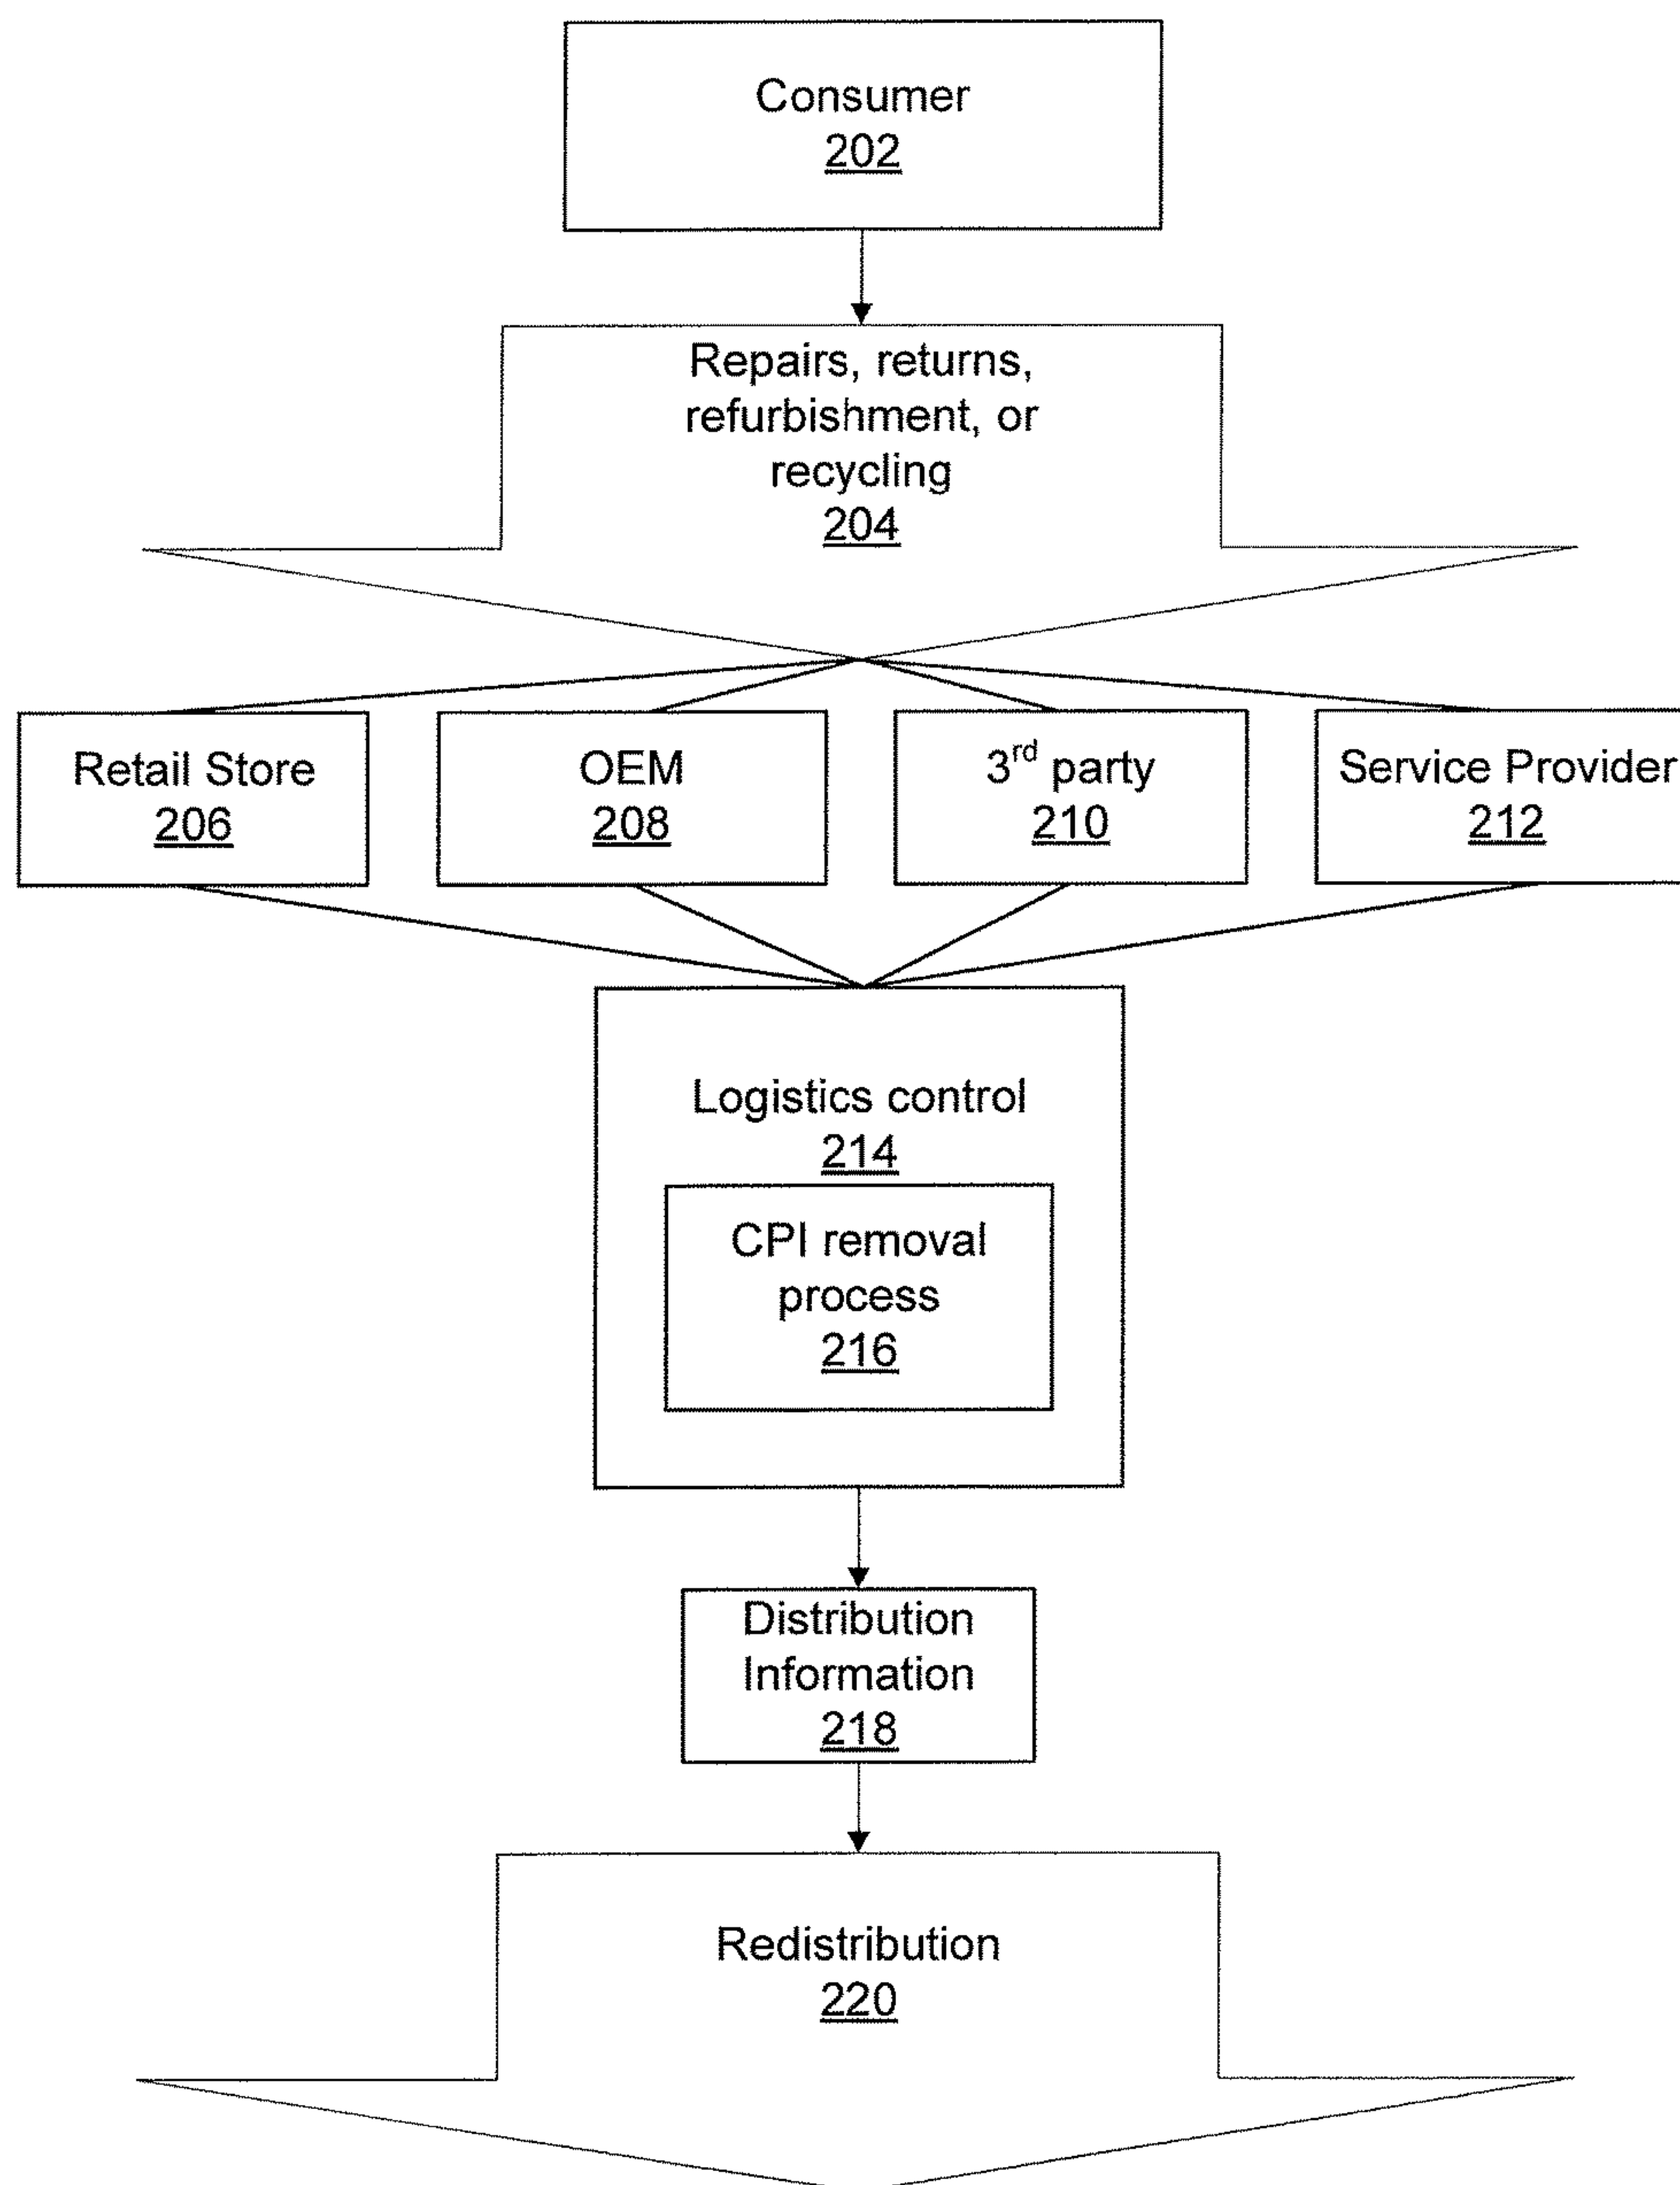 Consumer
202
Repairs, returns,
refurbishment, or
recycling
204
Retail Store
206
OEM
208
3rd party
210
Service Provider
212
Logistics control
214
CPI removal
process
216
Distribution
Information
218
Redistribution
220